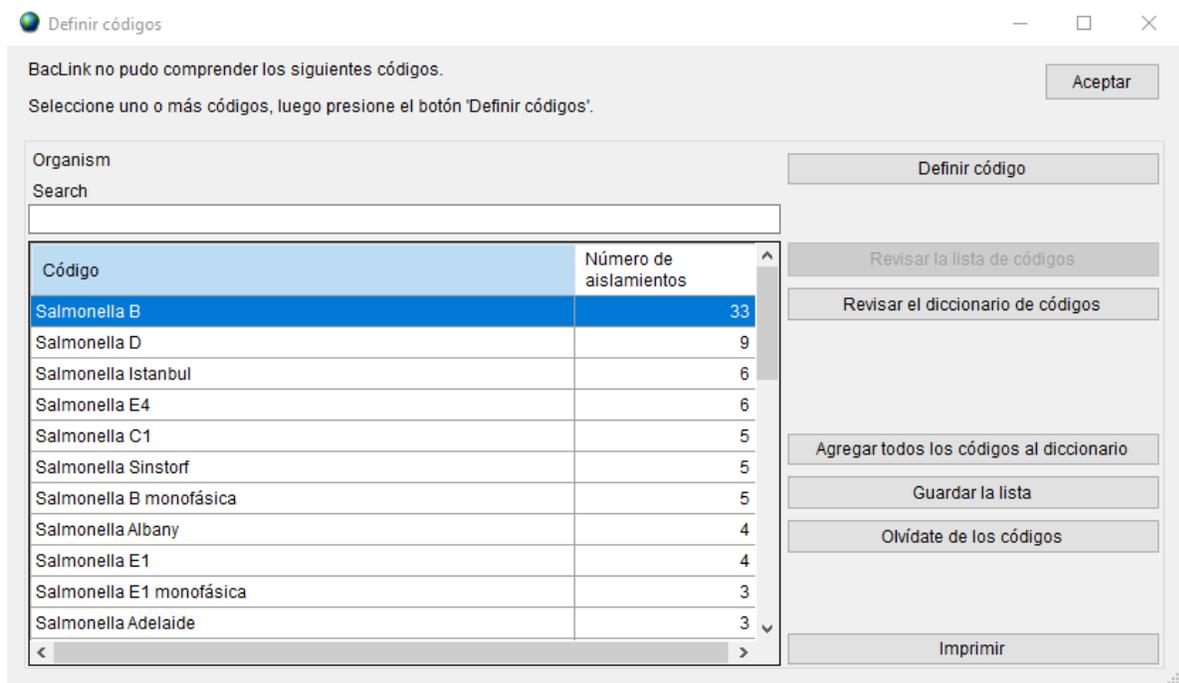 Definir códigos
BacLink no pudo comprender los siguientes códigos.
Aceptar
Seleccione uno o más códigos, luego presione el botón 'Definir códigos'.
Organism
Definir código
Search
Código
Número de
aislamientos
Revisar la lista de códigos
Salmonella B 33
Revisar el diccionario de códigos
Salmonella D 9
Salmonella Istanbul 6
Salmonella E4 6
Salmonella C1 5
Agregar todos los códigos al diccionario
Salmonella Sinstorf 5
Salmonella B monofásica 5
Guardar la lista
Salmonella Albany 4
Olvídate de los códigos
Salmonella E1 4
Salmonella E1 monofásica 3
Salmonella Adelaide 3
Imprimir